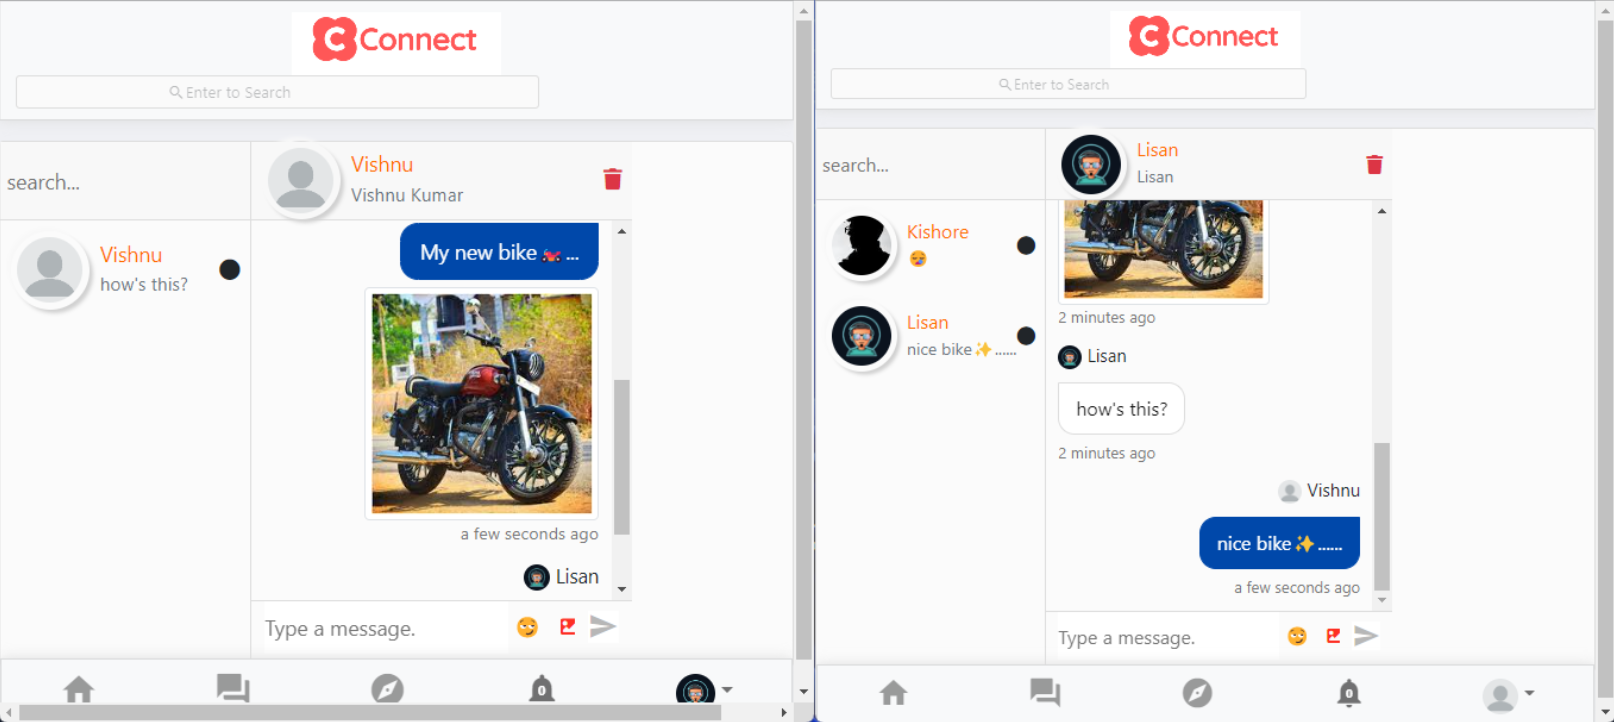 C Connect
Enter to Search
search...
Vishnu
Vishnu Kumar
Vishnu
how's this?
My new bike 🏍️ ...
a few seconds ago
Lisan
Type a message.
0
C Connect
Enter to Search
search...
Lisan
Lisan
Kishore
😪
Lisan
nice bike✨......
2 minutes ago
Lisan
how's this?
2 minutes ago
Vishnu
nice bike✨......
a few seconds ago
Type a message.
0